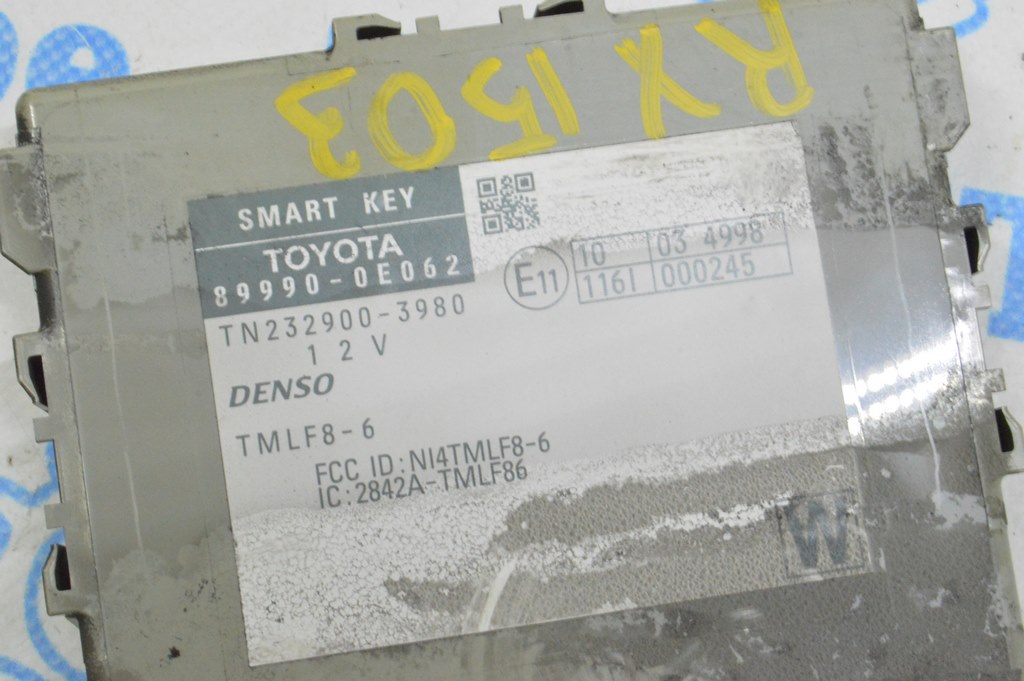 RX 1503
SMART KEY
TOYOTA
89990-0E062
TN232900-3980
12V
DENSO
TMLF8-6
FCC ID:NI4TMLF8-6
IC:2842A-TMLF86
E11
10 03 4998
116I 000245
W